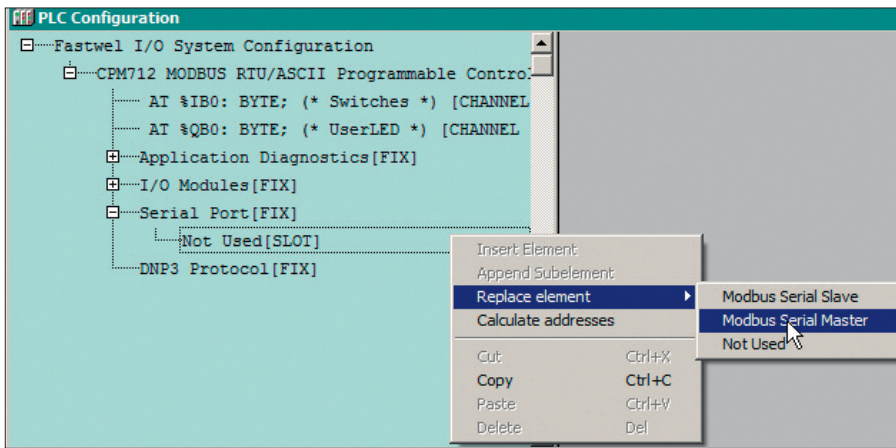 PLC Configuration
Fastwel I/O System Configuration
CPM712 MODBUS RTU/ASCII Programmable Contro
AT %IB0: BYTE; (* Switches *) [CHANNEL
AT %QB0: BYTE; (* UserLED *) [CHANNEL
Application Diagnostics[FIX]
I/O Modules[FIX]
Serial Port[FIX]
Not Used[SLOT]
DNP3 Protocol[FIX]
Insert Element
Append Subelement
Replace element
Calculate addresses
Cut Ctrl+X
Copy Ctrl+C
Paste Ctrl+V
Delete Del
Modbus Serial Slave
Modbus Serial Master
Not Used